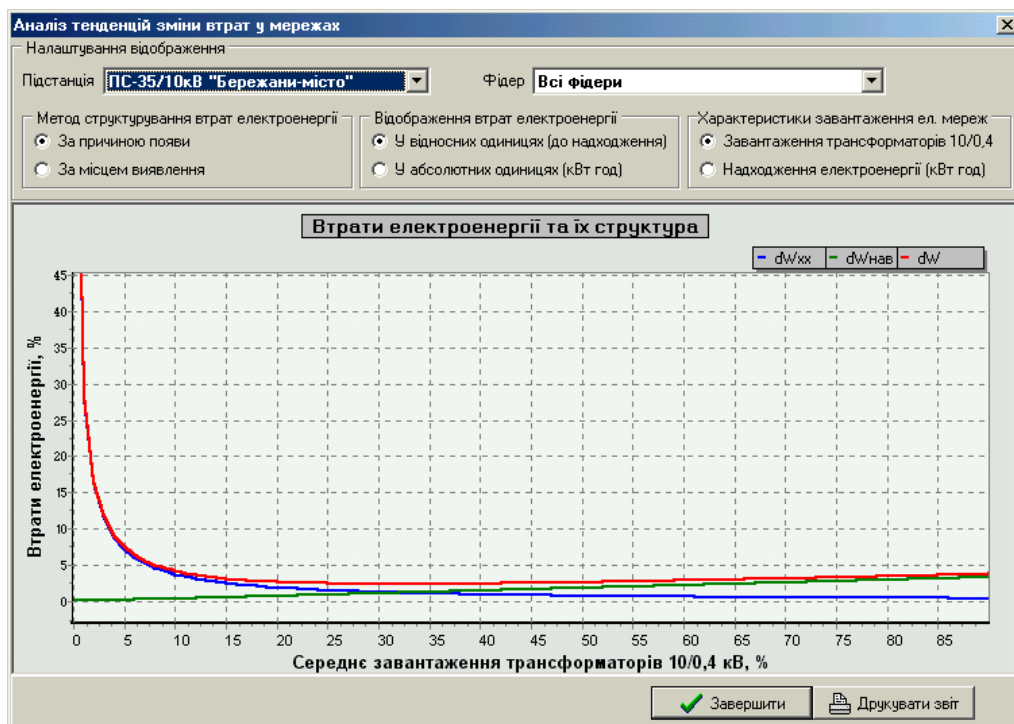 Аналіз тенденцій зміни втрат у мережах
Налаштування відображення
Підстанція ПС-35/10кВ "Бережани-місто" Фідер Всі фідери
Метод структурування втрат електроенергії
За причиною появи
За місцем виявлення
Відображення втрат електроенергії
У відносних одиницях (до надходження)
У абсолютних одиницях (кВт год)
Характеристики завантаження ел. мереж
Завантаження трансформаторів 10/0,4
Надходження електроенергії (кВт год)
Втрати електроенергії та їх структура
dWхх dWнав dW
Втрати електроенергії, %
45
40
35
30
25
20
15
10
5
0
0 5 10 15 20 25 30 35 40 45 50 55 60 65 70 75 80 85
Середнє завантаження трансформаторів 10/0,4 кВ, %
Завершити Друкувати звіт